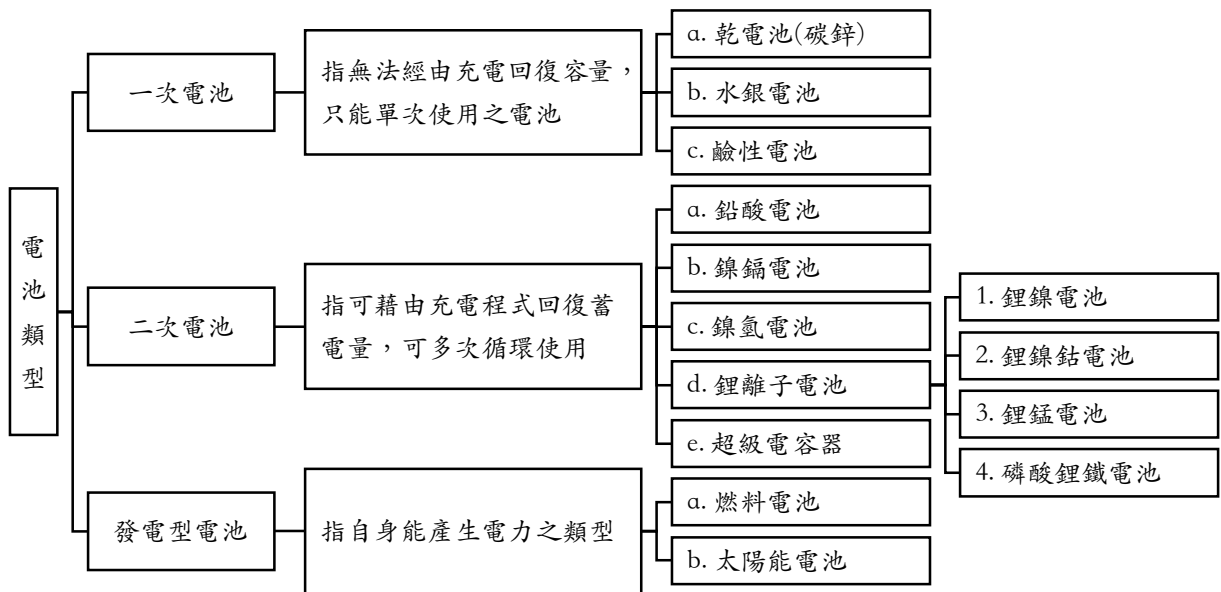 電池類型
一次電池
指無法經由充電回復容量，
只能單次使用之電池
a. 乾電池(碳鋅)
b. 水銀電池
c. 鹼性電池
二次電池
指可藉由充電程式回復蓄
電量，可多次循環使用
a. 鉛酸電池
b. 鎳鎘電池
c. 鎳氫電池
d. 鋰離子電池
1. 鋰鎳電池
2. 鋰鎳鈷電池
3. 鋰錳電池
4. 磷酸鋰鐵電池
e. 超級電容器
發電型電池
指自身能產生電力之類型
a. 燃料電池
b. 太陽能電池